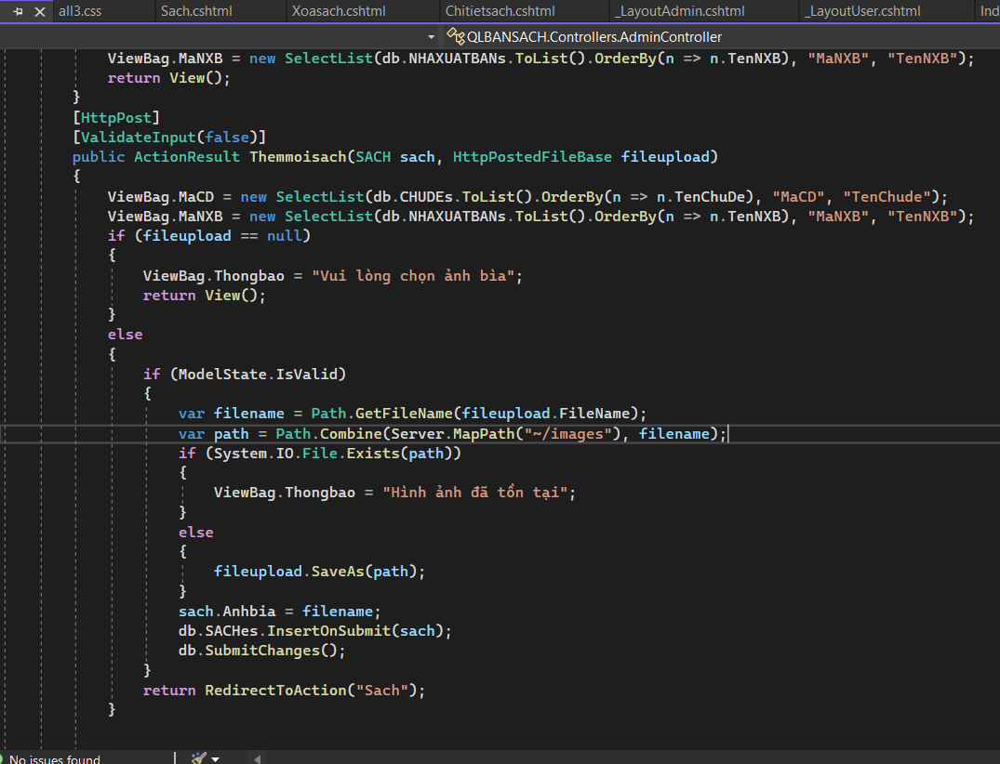 all3.css Sach.cshtml Xoasach.cshtml Chitietsach.cshtml _LayoutAdmin.cshtml _LayoutUser.cshtml Ind
QLBANSACH.Controllers.AdminController
ViewBag.MaNXB = new SelectList(db.NHAXUATBANs.ToList().OrderBy(n => n.TenNXB), "MaNXB", "TenNXB");
return View();
}
[HttpPost]
[ValidateInput(false)]
public ActionResult Themmoisach(SACH sach, HttpPostedFileBase fileupload)
{
ViewBag.MaCD = new SelectList(db.CHUDEs.ToList().OrderBy(n => n.TenChuDe), "MaCD", "TenChude");
ViewBag.MaNXB = new SelectList(db.NHAXUATBANs.ToList().OrderBy(n => n.TenNXB), "MaNXB", "TenNXB");
if (fileupload == null)
{
ViewBag.Thongbao = "Vui lòng chọn ảnh bìa";
return View();
}
else
{
if (ModelState.IsValid)
{
var filename = Path.GetFileName(fileupload.FileName);
var path = Path.Combine(Server.MapPath("~/images"), filename);
if (System.IO.File.Exists(path))
{
ViewBag.Thongbao = "Hình ảnh đã tồn tại";
}
else
{
fileupload.SaveAs(path);
}
sach.Anhbia = filename;
db.SACHes.InsertOnSubmit(sach);
db.SubmitChanges();
}
return RedirectToAction("Sach");
}
No issues found